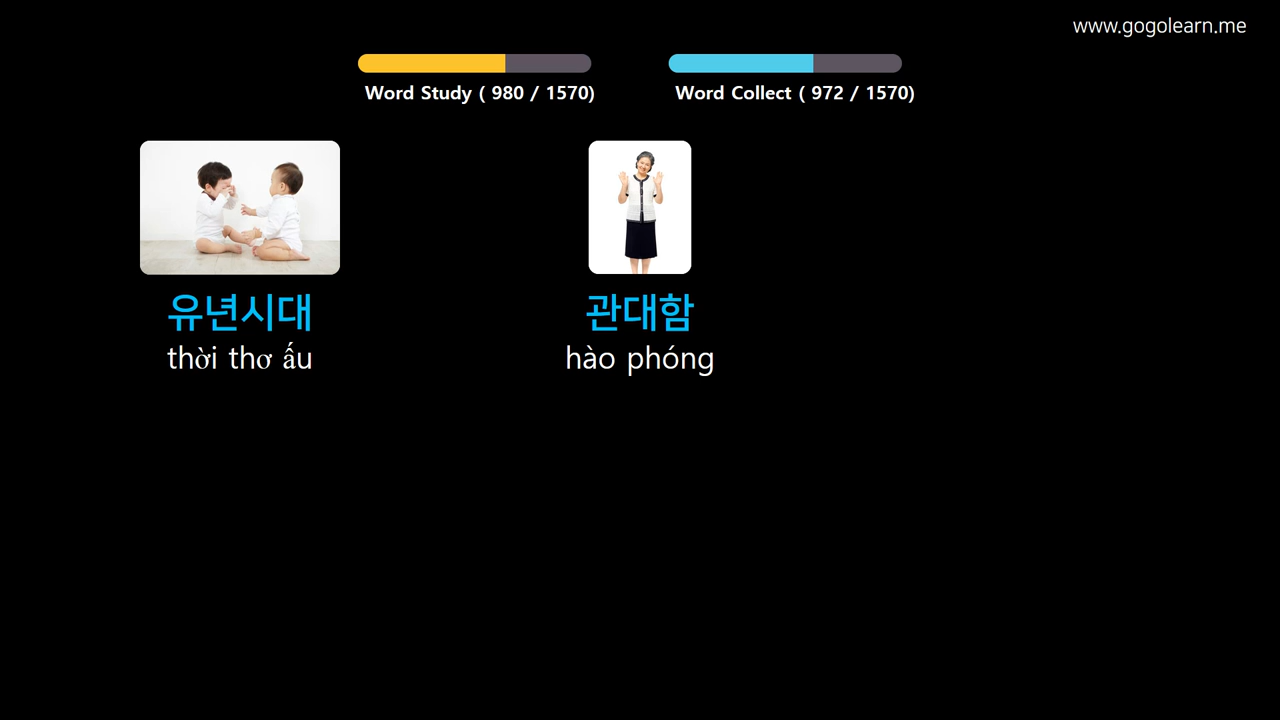 www.gogolearn.me
Word Study ( 980 / 1570)
Word Collect ( 972 / 1570)
유년시대
thời thơ ấu
관대함
hào phóng